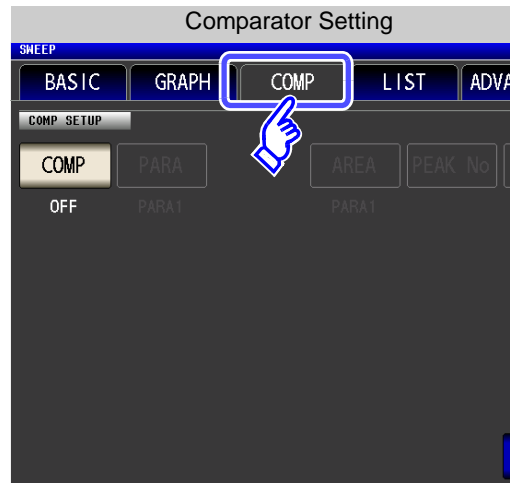 Comparator Setting
SWEEP
BASIC GRAPH COMP LIST ADVA
COMP SETUP
COMP PARA AREA PEAK No
OFF PARA1 PARA1